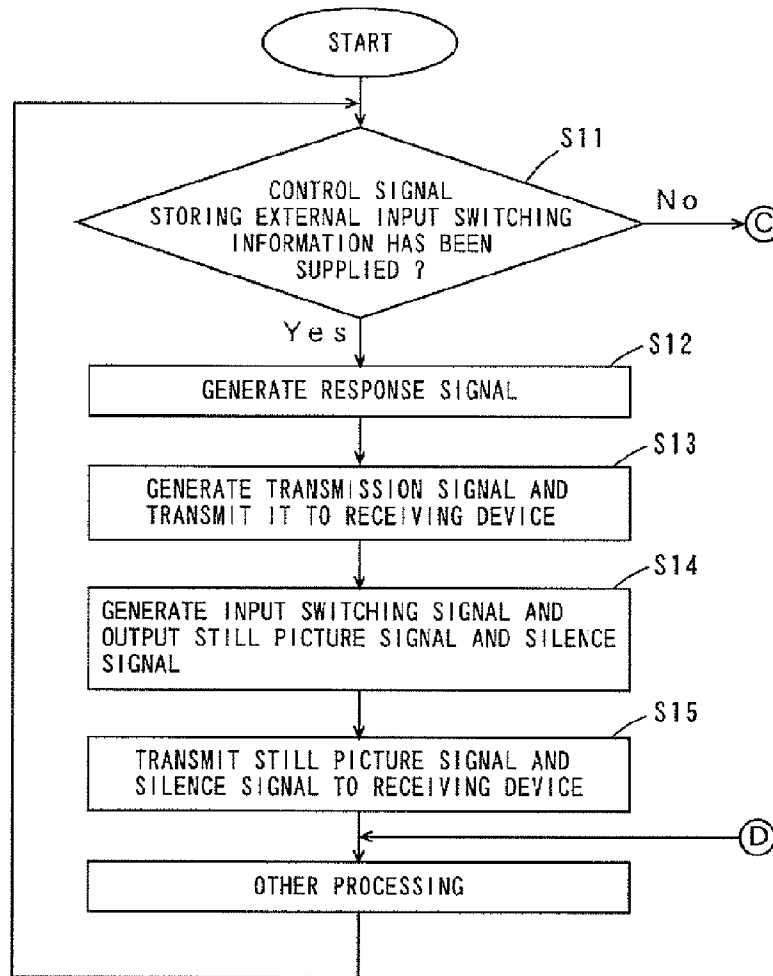 START
S11
CONTROL SIGNAL
STORING EXTERNAL INPUT SWITCHING
INFORMATION HAS BEEN
SUPPLIED ?
No
C
Yes
S12
GENERATE RESPONSE SIGNAL
S13
GENERATE TRANSMISSION SIGNAL AND
TRANSMIT IT TO RECEIVING DEVICE
S14
GENERATE INPUT SWITCHING SIGNAL AND
OUTPUT STILL PICTURE SIGNAL AND SILENCE
SIGNAL
S15
TRANSMIT STILL PICTURE SIGNAL AND
SILENCE SIGNAL TO RECEIVING DEVICE
D
OTHER PROCESSING